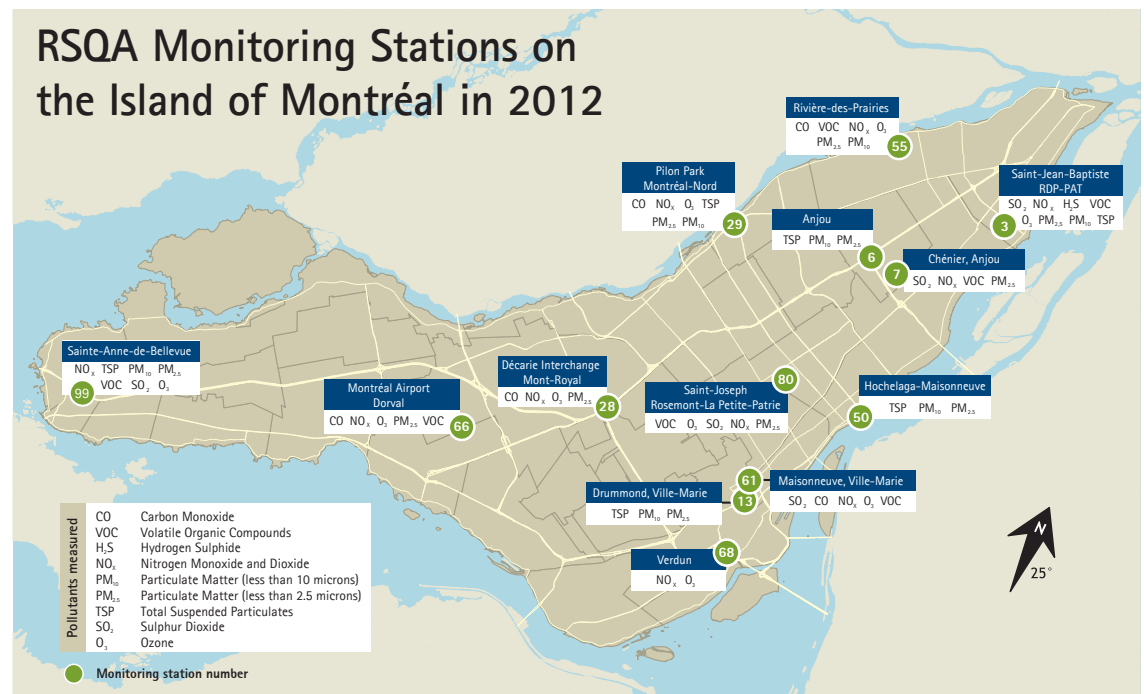 RSQA Monitoring Stations on
the Island of Montréal in 2012
Rivière-des-Prairies
CO VOC NOₓ O₃
PM₂.₅ PM₁₀
55
Pilon Park
Montréal-Nord
CO NOₓ O₃ TSP
PM₂.₅ PM₁₀
29
Saint-Jean-Baptiste
RDP-PAT
SO₂ NOₓ H₂S VOC
O₃ PM₂.₅ PM₁₀ TSP
3
Anjou
TSP PM₁₀ PM₂.₅
6
Chénier, Anjou
SO₂ NOₓ VOC PM₂.₅
7
Sainte-Anne-de-Bellevue
NOₓ TSP PM₁₀ PM₂.₅
VOC SO₂ O₃
99
Montréal Airport
Dorval
CO NOₓ O₃ PM₂.₅ VOC
66
Décarie Interchange
Mont-Royal
CO NOₓ O₃ PM₂.₅
28
Saint-Joseph
Rosemont-La Petite-Patrie
VOC O₃ SO₂ NOₓ PM₂.₅
80
Hochelaga-Maisonneuve
TSP PM₁₀ PM₂.₅
50
Maisonneuve, Ville-Marie
SO₂ CO NOₓ O₃ VOC
61
Drummond, Ville-Marie
TSP PM₁₀ PM₂.₅
13
Verdun
NOₓ O₃
68
Pollutants measured
CO Carbon Monoxide
VOC Volatile Organic Compounds
H₂S Hydrogen Sulphide
NOₓ Nitrogen Monoxide and Dioxide
PM₁₀ Particulate Matter (less than 10 microns)
PM₂.₅ Particulate Matter (less than 2.5 microns)
TSP Total Suspended Particulates
SO₂ Sulphur Dioxide
O₃ Ozone
Monitoring station number
N
25°